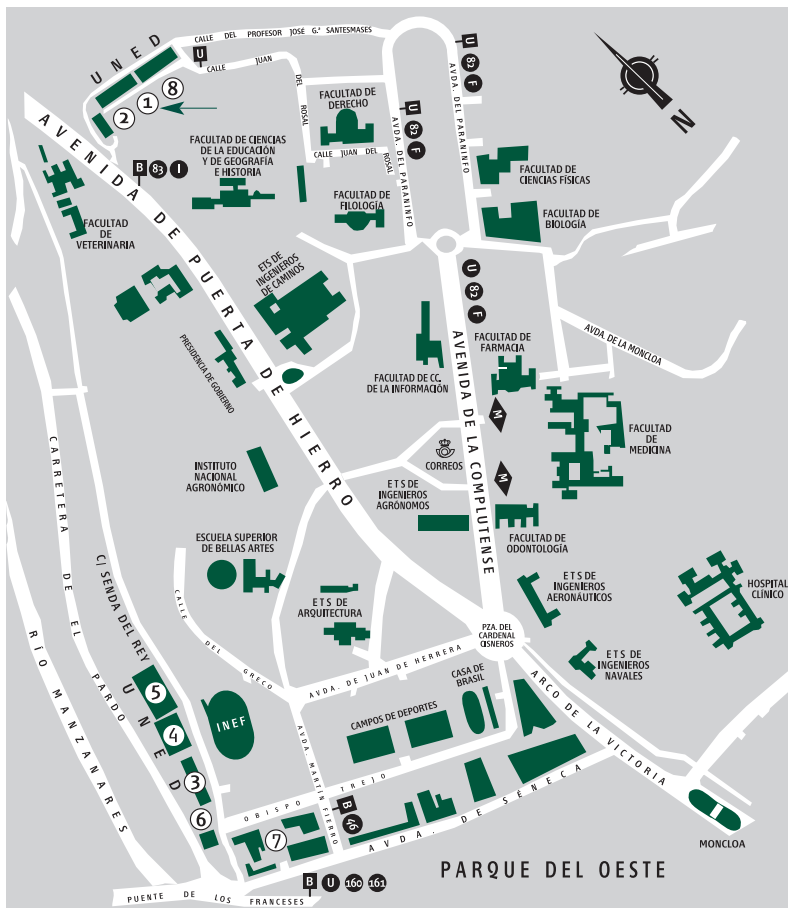 CALLE DEL PROFESOR JOSÉ G.ª SANTESMASES
UNED
U
CALLE JUAN DEL ROSAL
8
1
2
U
82
F
AVDA. DEL PARANINFO
U
82
F
AVDA. DEL PARANINFO
N
FACULTAD DE
DERECHO
CALLE JUAN DEL ROSAL
AVENIDA DE PUERTA DE HIERRO
B
83
I
FACULTAD DE CIENCIAS
DE LA EDUCACIÓN
Y DE GEOGRAFÍA
E HISTORIA
FACULTAD DE
FILOLOGÍA
FACULTAD DE
CIENCIAS FÍSICAS
FACULTAD DE
BIOLOGÍA
FACULTAD
DE
VETERINARIA
ETS DE
INGENIEROS
DE CAMINOS
U
82
F
AVENIDA DE LA COMPLUTENSE
AVDA. DE LA MONCLOA
PRESIDENCIA DE GOBIERNO
FACULTAD DE
FARMACIA
FACULTAD DE CC.
DE LA INFORMACIÓN
M
FACULTAD
DE
MEDICINA
CORREOS
M
INSTITUTO
NACIONAL
AGRONÓMICO
E T S DE
INGENIEROS
AGRÓNOMOS
FACULTAD DE
ODONTOLOGÍA
CARRETERA DE EL PARDO
ESCUELA SUPERIOR
DE BELLAS ARTES
E T S DE
INGENIEROS
AERONÁUTICOS
HOSPITAL
CLÍNICO
C/ SENDA DEL REY
E T S DE
ARQUITECTURA
PZA. DEL
CARDENAL
CISNEROS
E T S DE
INGENIEROS
NAVALES
RÍO MANZANARES
CALLE DEL GRECO
AVDA. DE JUAN DE HERRERA
CASA DE
BRASIL
ARCO DE LA VICTORIA
UNED
5
4
3
6
INEF
CAMPOS DE DEPORTES
AVDA. MARTÍN FIERRO
OBISPO TREJO
B
46
7
AVDA. DE SÉNECA
MONCLOA
PARQUE DEL OESTE
B
U
160
161
PUENTE DE LOS FRANCESES